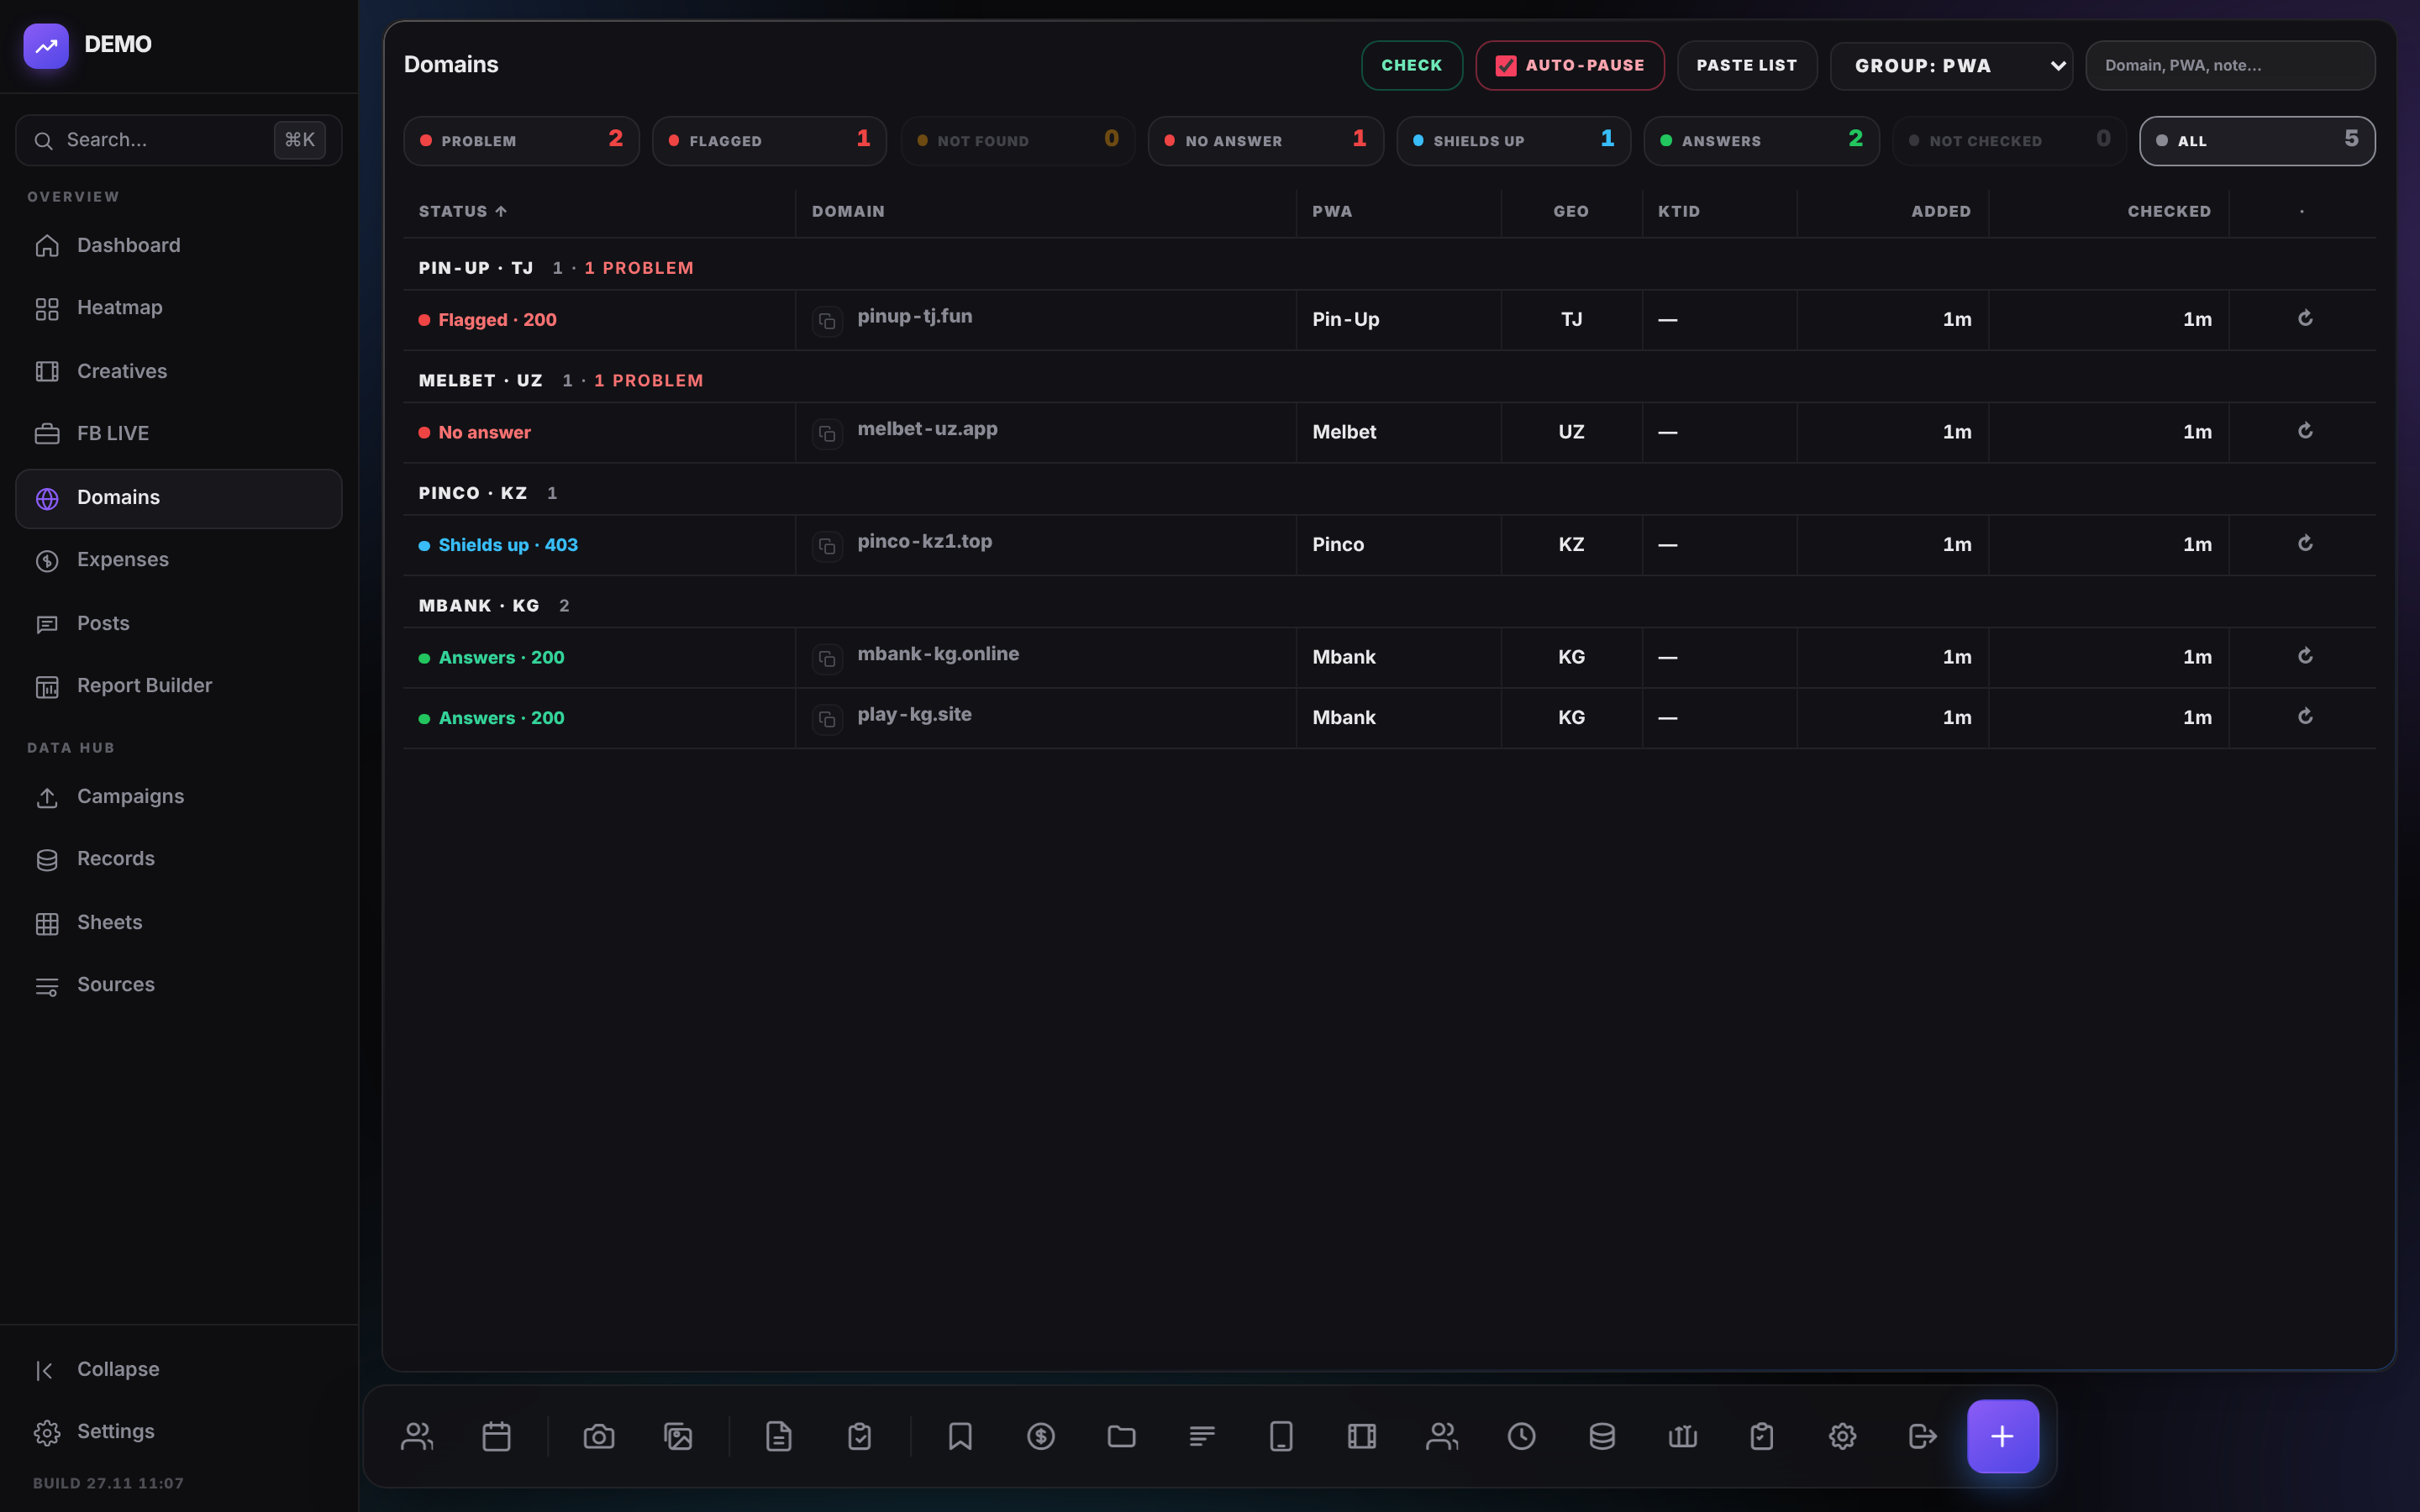 DEMO
Search... ⌘K
OVERVIEW
Dashboard
Heatmap
Creatives
FB LIVE
Domains
Expenses
Posts
Report Builder
DATA HUB
Campaigns
Records
Sheets
Sources
Collapse
Settings
BUILD 27.11 11:07
Domains
CHECK
AUTO-PAUSE
PASTE LIST
GROUP: PWA
Domain, PWA, note...
PROBLEM 2
FLAGGED 1
NOT FOUND 0
NO ANSWER 1
SHIELDS UP 1
ANSWERS 2
NOT CHECKED 0
ALL 5
STATUS ↑ DOMAIN PWA GEO KTID ADDED CHECKED ·
PIN-UP · TJ 1 · 1 PROBLEM
Flagged · 200 pinup-tj.fun Pin-Up TJ — 1m 1m ↻
MELBET · UZ 1 · 1 PROBLEM
No answer melbet-uz.app Melbet UZ — 1m 1m ↻
PINCO · KZ 1
Shields up · 403 pinco-kz1.top Pinco KZ — 1m 1m ↻
MBANK · KG 2
Answers · 200 mbank-kg.online Mbank KG — 1m 1m ↻
Answers · 200 play-kg.site Mbank KG — 1m 1m ↻